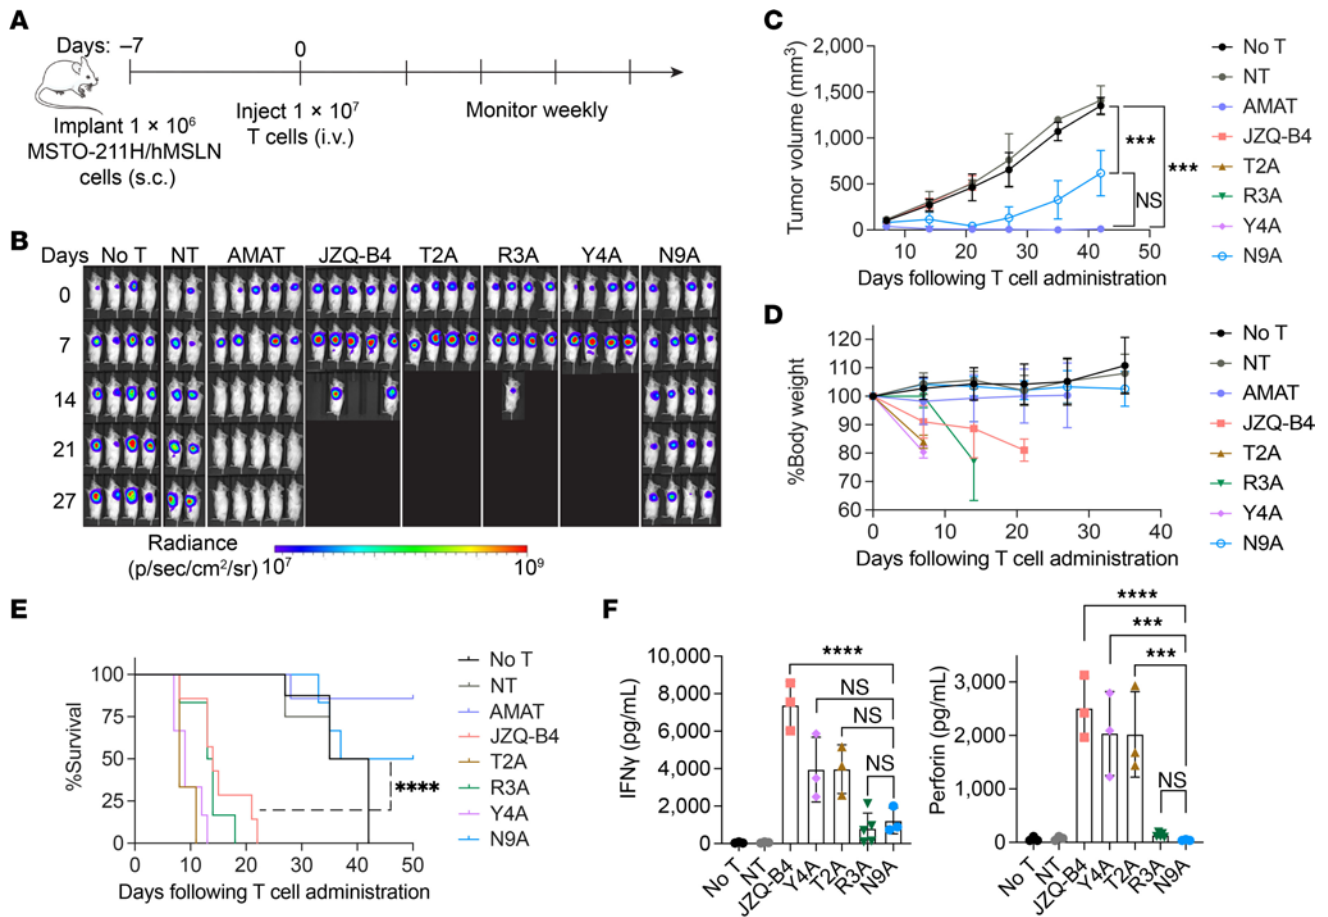 A
Days: –7
0
Implant 1 × 10⁶
MSTO-211H/hMSLN
cells (s.c.)
Inject 1 × 10⁷
T cells (i.v.)
Monitor weekly
B
Days No T NT AMAT JZQ-B4 T2A R3A Y4A N9A
0
7
14
21
27
Radiance
(p/sec/cm²/sr)
10⁷
10⁹
C
Tumor volume (mm³)
2,000
1,500
1,000
500
0
10 20 30 40 50
Days following T cell administration
***
NS
***
No T
NT
AMAT
JZQ-B4
T2A
R3A
Y4A
N9A
D
%Body weight
120
110
100
90
80
70
60
0 10 20 30 40
Days following T cell administration
No T
NT
AMAT
JZQ-B4
T2A
R3A
Y4A
N9A
E
%Survival
100
75
50
25
0
0 10 20 30 40 50
Days following T cell administration
****
No T
NT
AMAT
JZQ-B4
T2A
R3A
Y4A
N9A
F
IFNγ (pg/mL)
10,000
8,000
6,000
4,000
2,000
0
****
NS
NS
NS
No T
NT
JZQ-B4
Y4A
T2A
R3A
N9A
Perforin (pg/mL)
3,000
2,000
1,000
0
****
***
***
NS
No T
NT
JZQ-B4
Y4A
T2A
R3A
N9A